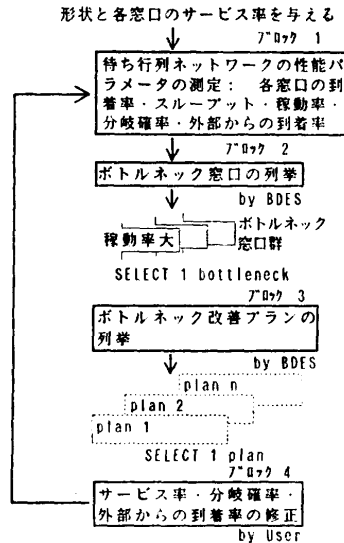 形状と各窓口のサービス率を与える
ブロック 1
待ち行列ネットワークの性能パ
ラメータの測定： 各窓口の到
着率・スループット・稼動率・
分岐確率・外部からの到着率
ブロック 2
ボトルネック窓口の列挙
by BDES
ボトルネック
稼動率大 窓口群
SELECT 1 bottleneck
ブロック 3
ボトルネック改善プランの
列挙
by BDES
plan n
plan 2
plan 1
SELECT 1 plan
ブロック 4
サービス率・分岐確率・
外部からの到着率の修正
by User